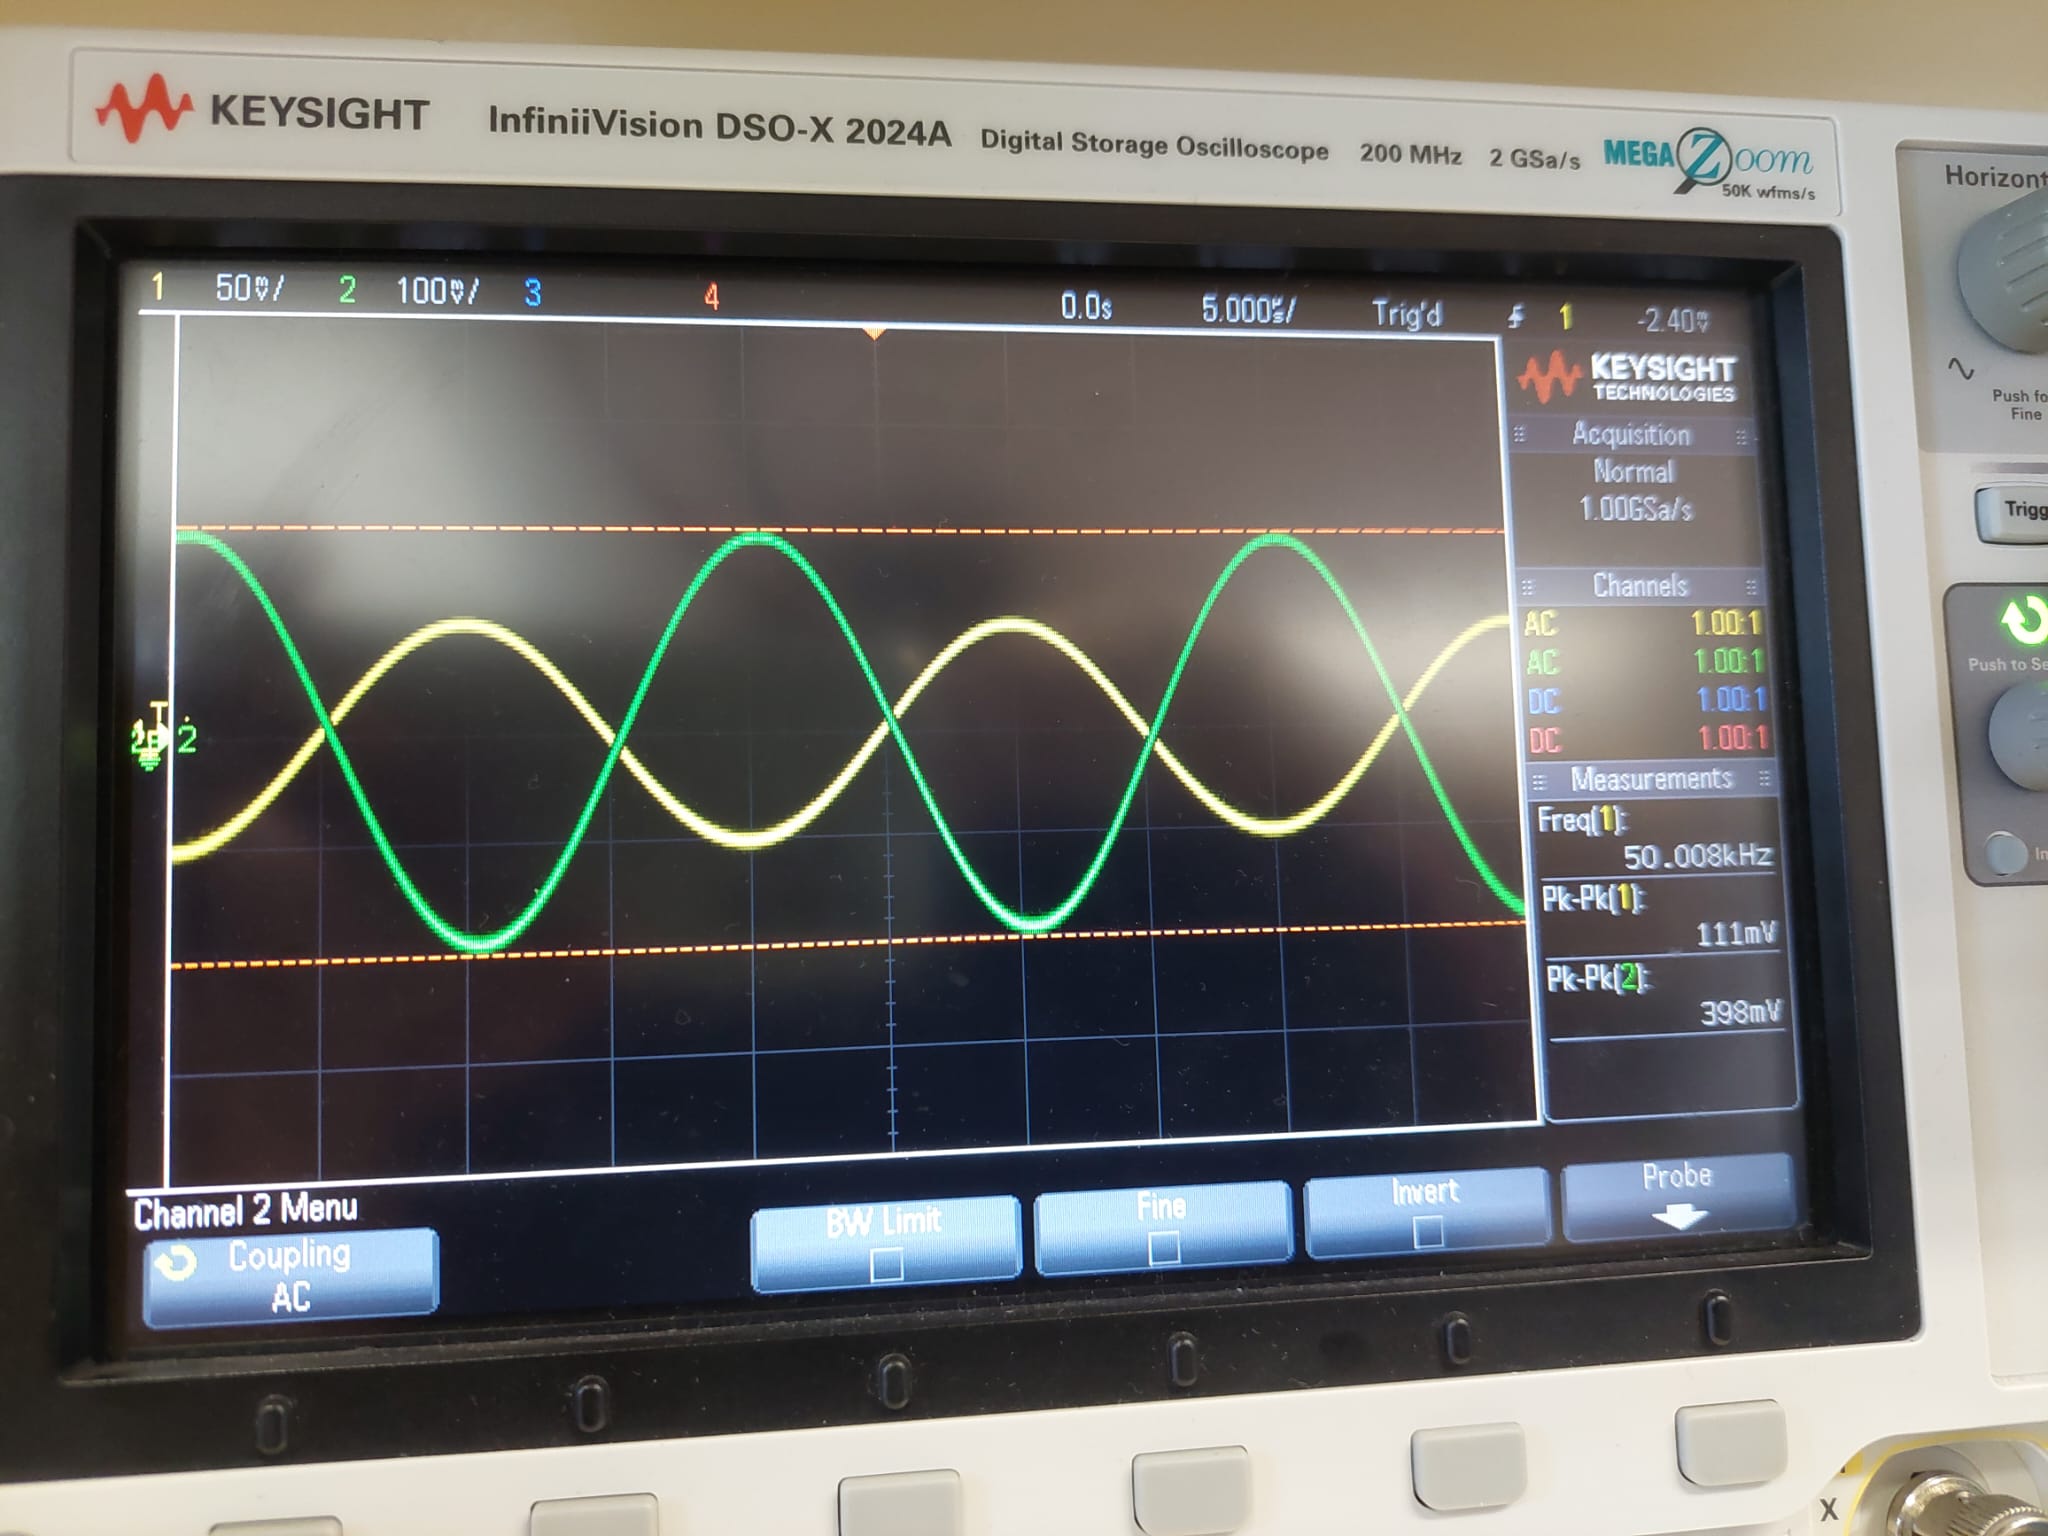 KEYSIGHT InfiniiVision DSO-X 2024A Digital Storage Oscilloscope 200 MHz 2 GSa/s MEGA Zoom
50K wfms/s
Horizont
Push fo
Fine
1 50mV/ 2 100mV/ 3 4 0.0s 5.000µs/ Trig'd 1 -2.40mV
KEYSIGHT
TECHNOLOGIES
Acquisition
Normal
1.00GSa/s
Trigg
Channels
AC 1.00:1
AC 1.00:1
DC 1.00:1
DC 1.00:1
Push to Se
T
2
Measurements
Freq(1):
50.008kHz
In
Pk-Pk(1):
111mV
Pk-Pk(2):
398mV
Channel 2 Menu
Coupling
AC
BW Limit
Fine
Invert
Probe
X